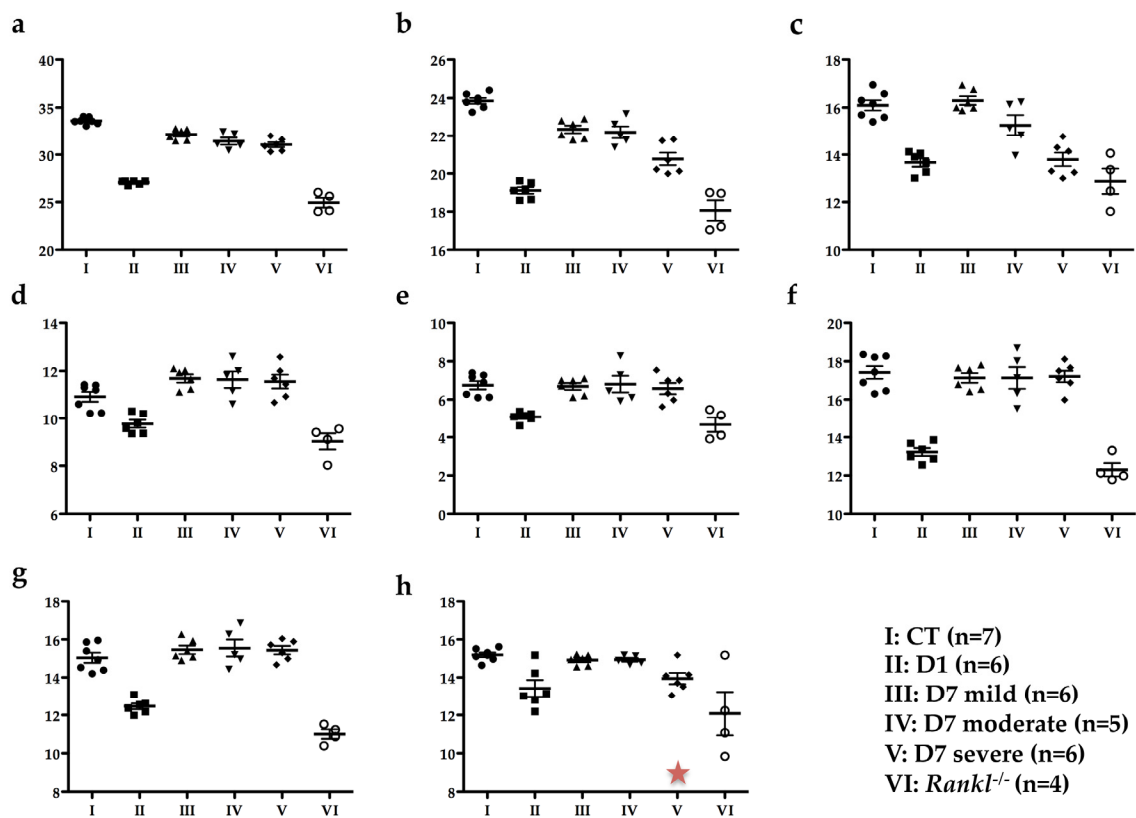 a
40
35
30
25
20
I II III IV V VI
b
26
24
22
20
18
16
I II III IV V VI
c
18
16
14
12
10
I II III IV V VI
d
14
12
10
8
6
I II III IV V VI
e
10
8
6
4
2
0
I II III IV V VI
f
20
18
16
14
12
10
I II III IV V VI
g
18
16
14
12
10
8
I II III IV V VI
h
18
16
14
12
10
8
I II III IV V VI
I: CT (n=7)
II: D1 (n=6)
III: D7 mild (n=6)
IV: D7 moderate (n=5)
V: D7 severe (n=6)
VI: Rankl-/- (n=4)